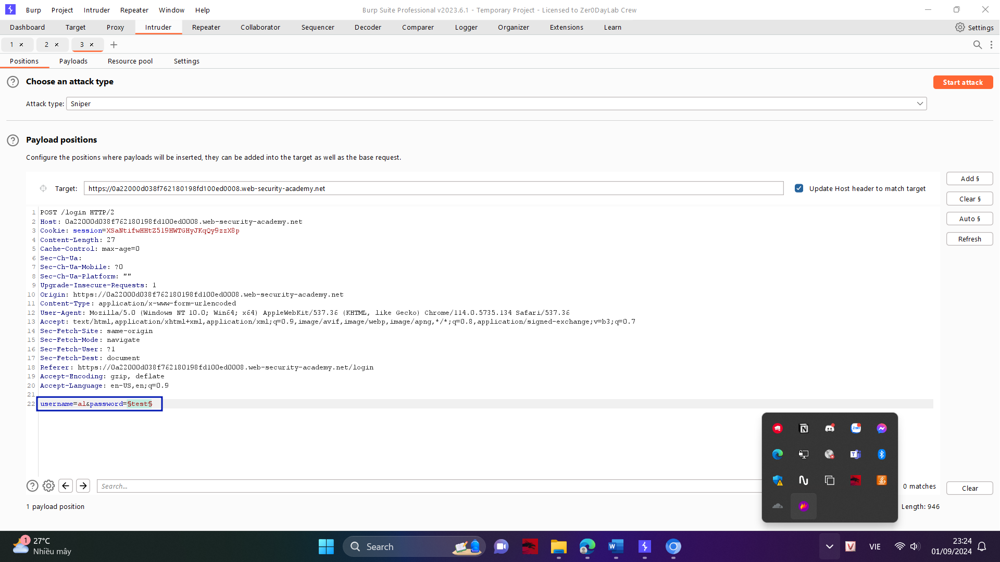 Burp Project Intruder Repeater Window Help Burp Suite Professional v2023.6.1 - Temporary Project - Licensed to Zer0DayLab Crew
Dashboard Target Proxy Intruder Repeater Collaborator Sequencer Decoder Comparer Logger Organizer Extensions Learn Settings
1 × 2 × 3 × +
Positions Payloads Resource pool Settings
? Choose an attack type Start attack
Attack type: Sniper
? Payload positions
Configure the positions where payloads will be inserted, they can be added into the target as well as the base request.
Add §
Target: https://0a22000d038f762180198fd100ed0008.web-security-academy.net Update Host header to match target
Clear §
Auto §
Refresh
1 POST /login HTTP/2
2 Host: 0a22000d038f762180198fd100ed0008.web-security-academy.net
3 Cookie: session=XSaNtifwHHtZ519HWTGHyJKqQy9zzX8p
4 Content-Length: 27
5 Cache-Control: max-age=0
6 Sec-Ch-Ua:
7 Sec-Ch-Ua-Mobile: ?0
8 Sec-Ch-Ua-Platform: ""
9 Upgrade-Insecure-Requests: 1
10 Origin: https://0a22000d038f762180198fd100ed0008.web-security-academy.net
11 Content-Type: application/x-www-form-urlencoded
12 User-Agent: Mozilla/5.0 (Windows NT 10.0; Win64; x64) AppleWebKit/537.36 (KHTML, like Gecko) Chrome/114.0.5735.134 Safari/537.36
13 Accept: text/html,application/xhtml+xml,application/xml;q=0.9,image/avif,image/webp,image/apng,*/*;q=0.8,application/signed-exchange;v=b3;q=0.7
14 Sec-Fetch-Site: same-origin
15 Sec-Fetch-Mode: navigate
16 Sec-Fetch-User: ?1
17 Sec-Fetch-Dest: document
18 Referer: https://0a22000d038f762180198fd100ed0008.web-security-academy.net/login
19 Accept-Encoding: gzip, deflate
20 Accept-Language: en-US,en;q=0.9
21
22 username=al&password=§test§
Zalo
? Search... 0 matches Clear
1 payload position Length: 946
1 27°C
Nhiều mây
Search
VIE
23:24
01/09/2024